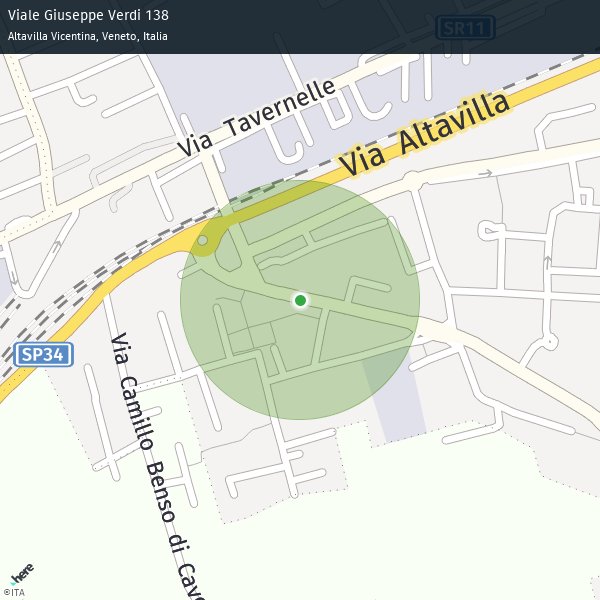 Viale Giuseppe Verdi 138
Altavilla Vicentina, Veneto, Italia
SR11
Via Tavernelle
Via Altavilla
SP34
Via Camillo Benso di Cavo
here
©ITA